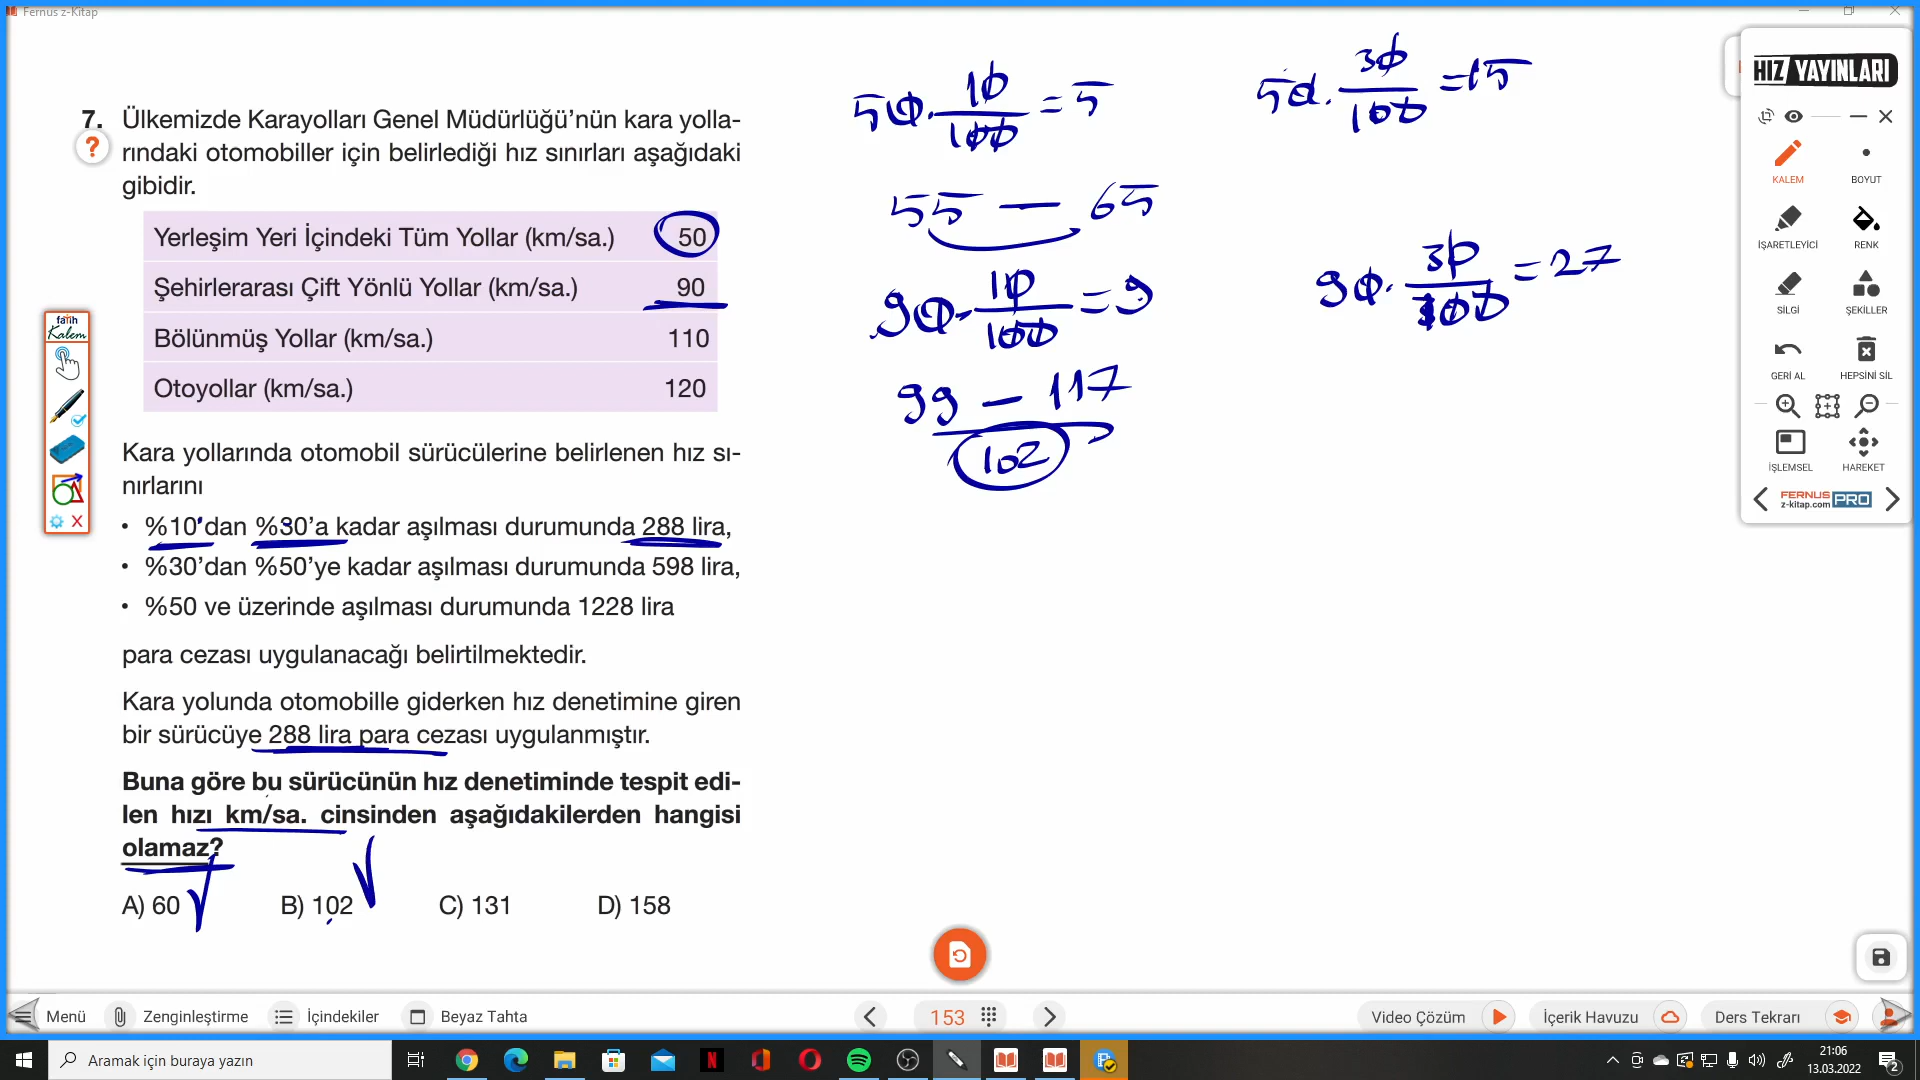 Fernus z-Kitap
7. Ülkemizde Karayolları Genel Müdürlüğü'nün kara yolla-
rındaki otomobiller için belirlediği hız sınırları aşağıdaki
gibidir.
?
Yerleşim Yeri İçindeki Tüm Yollar (km/sa.) 50
Şehirlerarası Çift Yönlü Yollar (km/sa.) 90
Bölünmüş Yollar (km/sa.) 110
Otoyollar (km/sa.) 120
Kara yollarında otomobil sürücülerine belirlenen hız sı-
nırlarını
• %10'dan %30'a kadar aşılması durumunda 288 lira,
• %30'dan %50'ye kadar aşılması durumunda 598 lira,
• %50 ve üzerinde aşılması durumunda 1228 lira
para cezası uygulanacağı belirtilmektedir.
Kara yolunda otomobille giderken hız denetimine giren
bir sürücüye 288 lira para cezası uygulanmıştır.
Buna göre bu sürücünün hız denetiminde tespit edi-
len hızı km/sa. cinsinden aşağıdakilerden hangisi
olamaz?
A) 60 B) 102 C) 131 D) 158
50 · 10/100 = 5
50 · 30/100 = 15
55 — 65
90 · 10/100 = 9
90 · 30/100 = 27
99 — 117
102
fatih
Kalem
HIZ YAYINLARI
KALEM BOYUT
İŞARETLEYİCİ RENK
SİLGİ ŞEKİLLER
GERİ AL HEPSİNİ SİL
İŞLEMSEL HAREKET
FERNUS PRO
z-kitap.com
Menü Zenginleştirme İçindekiler Beyaz Tahta 153 Video Çözüm İçerik Havuzu Ders Tekrarı
Aramak için buraya yazın
21:06
13.03.2022
2